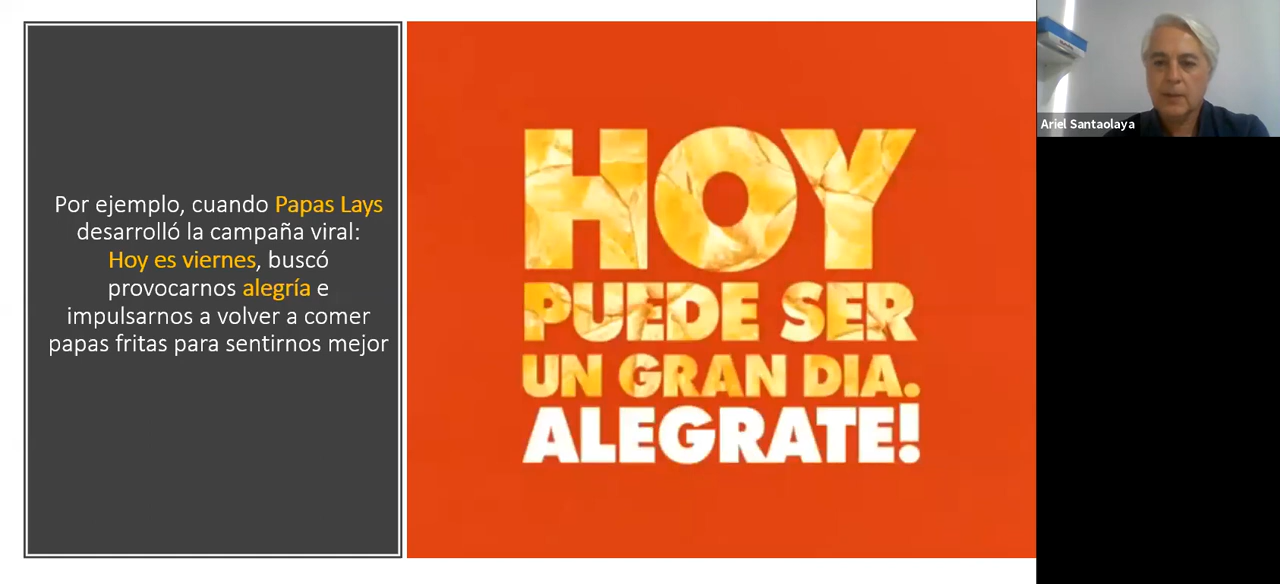 Por ejemplo, cuando Papas Lays
desarrolló la campaña viral:
Hoy es viernes, buscó
provocarnos alegría e
impulsarnos a volver a comer
papas fritas para sentirnos mejor
HOY
PUEDE SER
UN GRAN DIA.
ALEGRATE!
Ariel Santaolaya